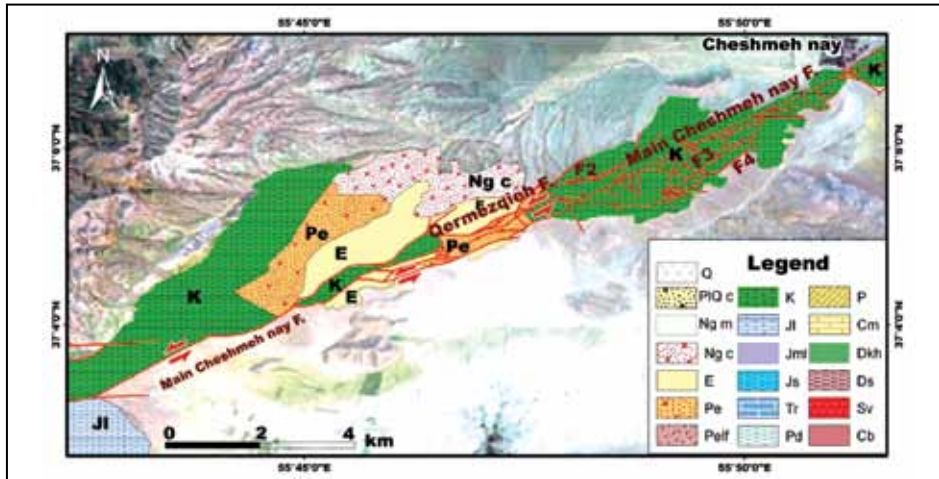 55°45'0"E 55°50'0"E
Cheshmeh nay
N
K
37°6'0"N 37°6'0"N
Main Cheshmeh nay F.
F2
K
F3
F4
Ng c
Qermezqieh F.
Pe
E
E
Pe
K
K
E
37°4'0"N 37°4'0"N
Main Cheshmeh nay F.
Jl
0 2 4
km
Legend
Q
PlQ c K P
Ng m Jl Cm
Ng c Jml Dkh
E Js Ds
Pe Tr Sv
Pelf Pd Cb
55°45'0"E 55°50'0"E